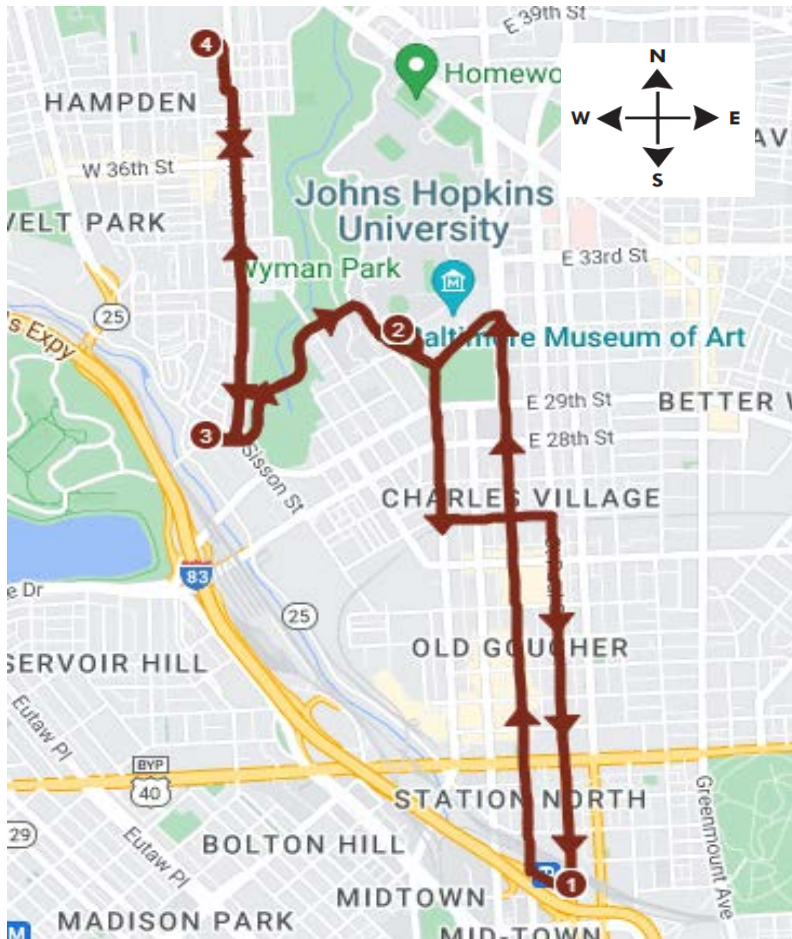 E 39th St
4
Homewo
N
HAMPDEN
W
E
S
AV
W 36th St
Johns Hopkins
University
VELT PARK
E 33rd St
Wyman Park
25
ls Expy
2
Baltimore Museum of Art
E 29th St
BETTER W
3
E 28th St
Sisson St
CHARLES VILLAGE
83
e Dr
25
OLD GOUCHER
SERVOIR HILL
Eutaw Pl
BYP
40
STATION NORTH
Greenmount Ave
29
Eutaw Pl
BOLTON HILL
1
MIDTOWN
MADISON PARK
M
MID-TOWN